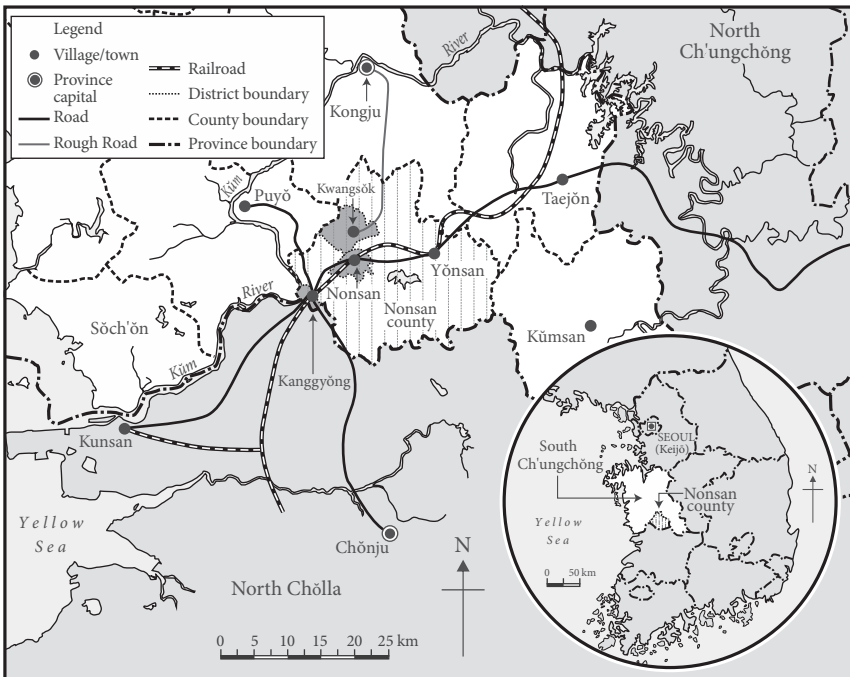 Legend
Village/town
Province
capital
Road
Rough Road
Railroad
District boundary
County boundary
Province boundary
North
Ch'ungchŏng
River
Kongju
Kŭm
Puyŏ
Kwangsŏk
Taejŏn
Yŏnsan
Nonsan
River
Nonsan
county
Sŏch'ŏn
Kŭmsan
Kŭm
Kanggyŏng
Kunsan
Yellow
Sea
Chŏnju
North Chŏlla
N
0 5 10 15 20 25 km
SEOUL
(Keijŏ)
South
Ch'ungchŏng
Nonsan
county
N
Yellow
Sea
0 50 km